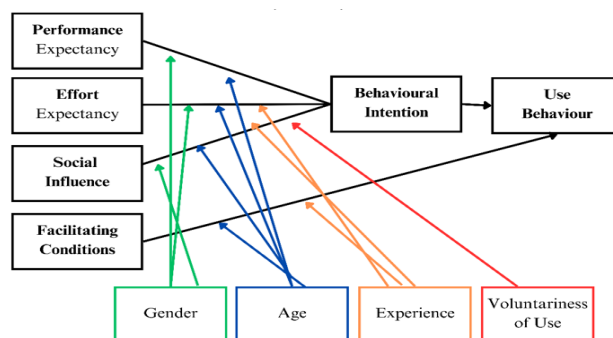 Performance
Expectancy
Effort
Expectancy
Social
Influence
Facilitating
Conditions
Behavioural
Intention
Use
Behaviour
Gender
Age
Experience
Voluntariness
of Use